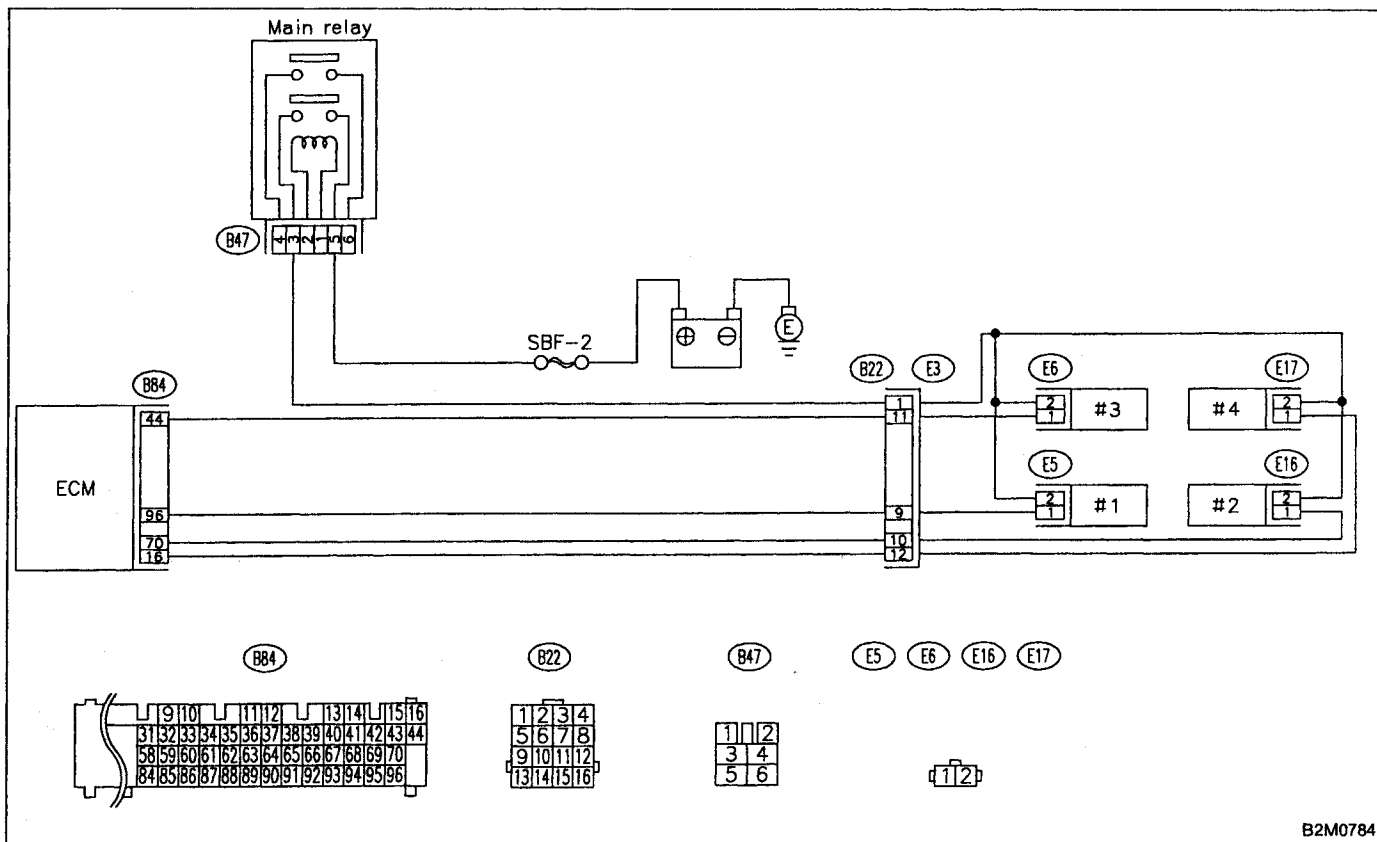 Main relay
B47
4 3 2 1 5 6
SBF-2
⊕ ⊖
E
B84
B22 E3
E6
E17
44
1
11
2
1
#3
#4
2
1
ECM
E5
E16
96
9
2
1
#1
#2
2
1
70
16
10
12
B84
B22
B47
E5 E6 E16 E17
9 10 11 12 13 14 15 16
31 32 33 34 35 36 37 38 39 40 41 42 43 44
58 59 60 61 62 63 64 65 66 67 68 69 70
84 85 86 87 88 89 90 91 92 93 94 95 96
1 2 3 4
5 6 7 8
9 10 11 12
13 14 15 16
1 2
3 4
5 6
1 2
B2M0784